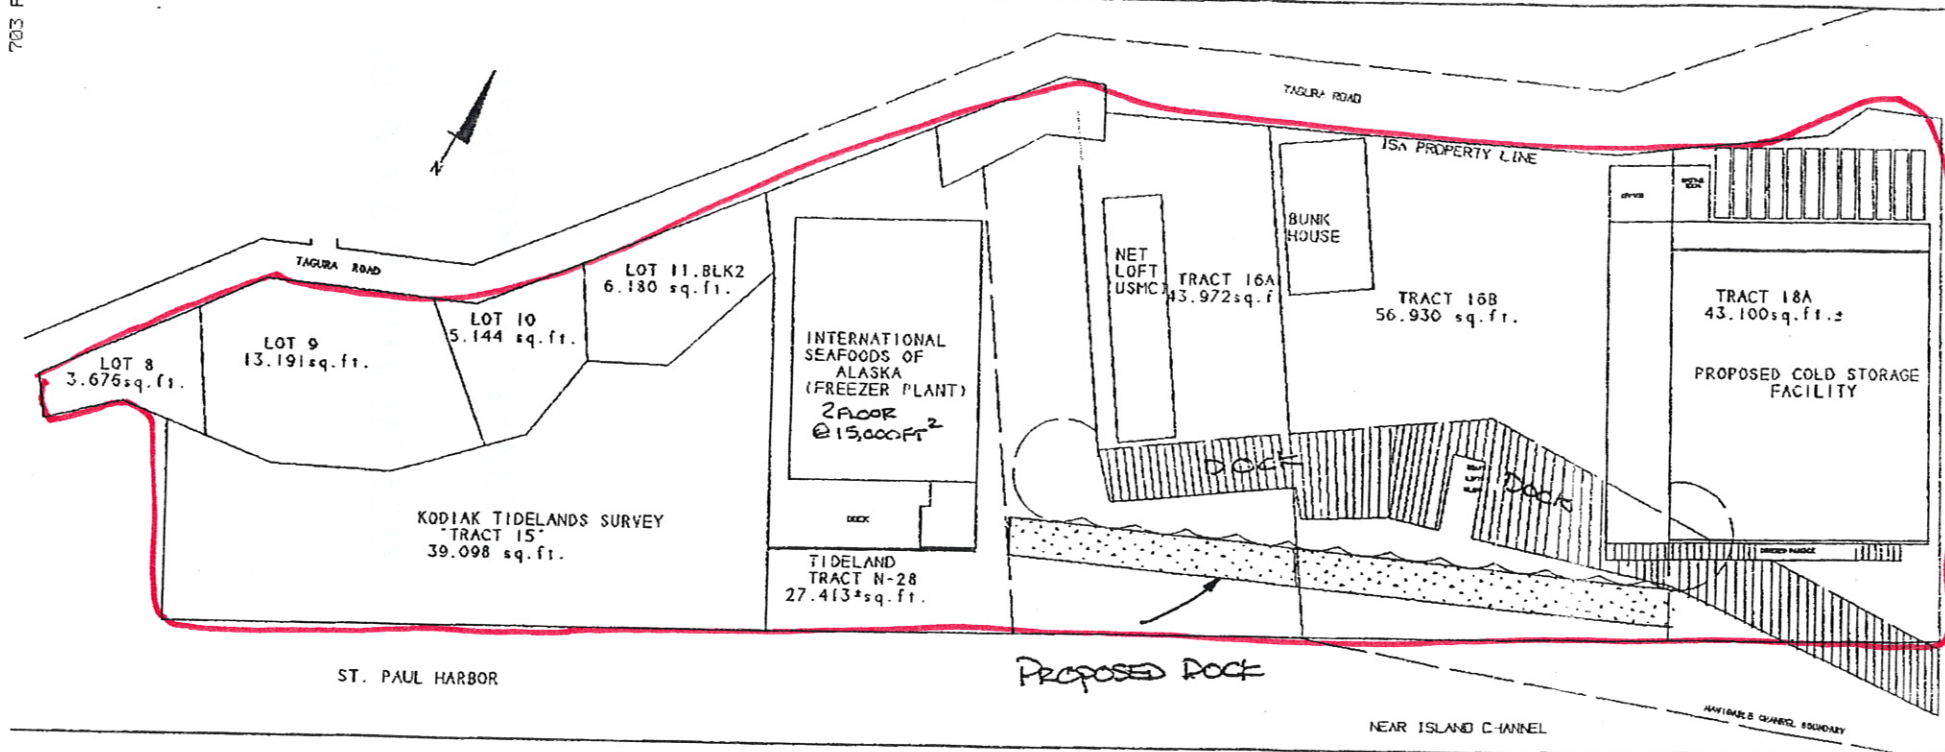 703 F
TAGURA ROAD
N
ISA PROPERTY LINE
TAGURA ROAD
LOT 11.BLK2
6.180 sq.ft.
LOT 10
5.144 sq.ft.
LOT 9
13.191sq.ft.
LOT 8
3.675sq.ft.
BUNK
HOUSE
NET
LOFT
USMC
TRACT 16A
43.972sq.f
TRACT 16B
56.930 sq.ft.
TRACT 18A
43.100sq.ft.±
PROPOSED COLD STORAGE
FACILITY
INTERNATIONAL
SEAFOODS OF
ALASKA
(FREEZER PLANT)
2 FLOOR
@ 15,000FT²
DOCK
DOCK
DOCK
KODIAK TIDELANDS SURVEY
"TRACT 15"
39.098 sq.ft.
TIDELAND
TRACT N-28
27.413±sq.ft.
PROPOSED DOCK
ST. PAUL HARBOR
NEAR ISLAND CHANNEL
NAVIGABLE CHANNEL BOUNDARY